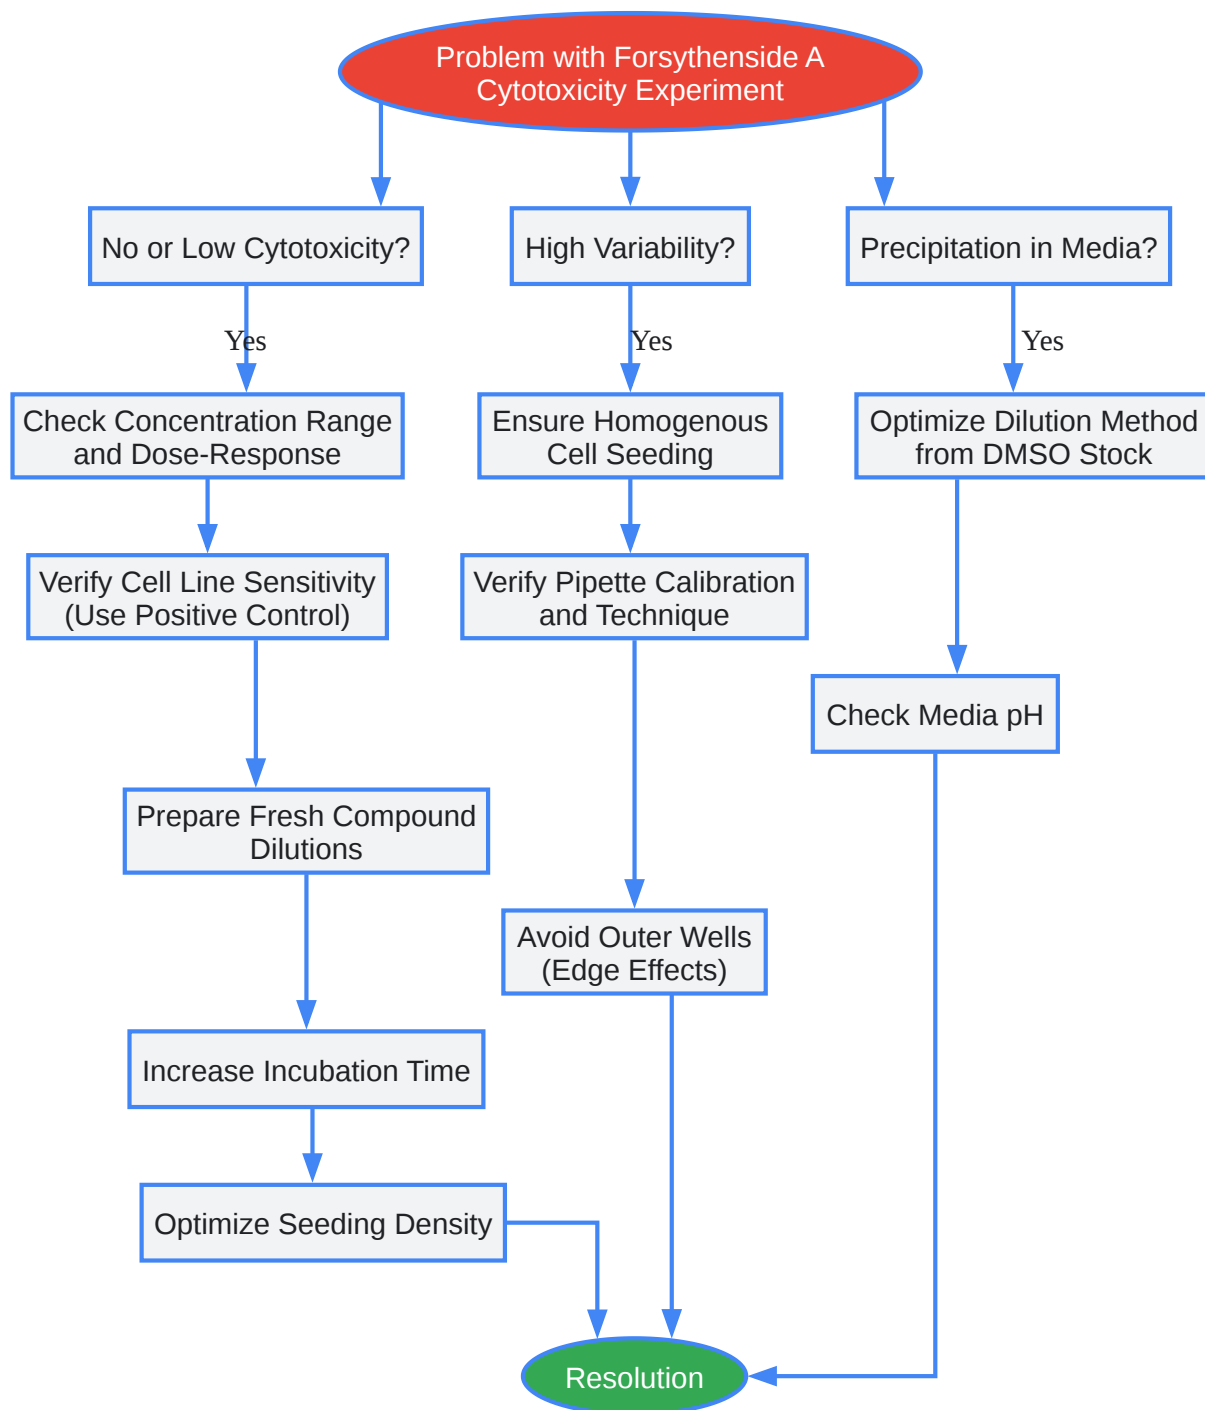 Problem with Forsythenside A
Cytotoxicity Experiment
No or Low Cytotoxicity?
High Variability?
Precipitation in Media?
Yes
Yes
Yes
Check Concentration Range
and Dose-Response
Ensure Homogenous
Cell Seeding
Optimize Dilution Method
from DMSO Stock
Verify Cell Line Sensitivity
(Use Positive Control)
Verify Pipette Calibration
and Technique
Check Media pH
Prepare Fresh Compound
Dilutions
Avoid Outer Wells
(Edge Effects)
Increase Incubation Time
Optimize Seeding Density
Resolution